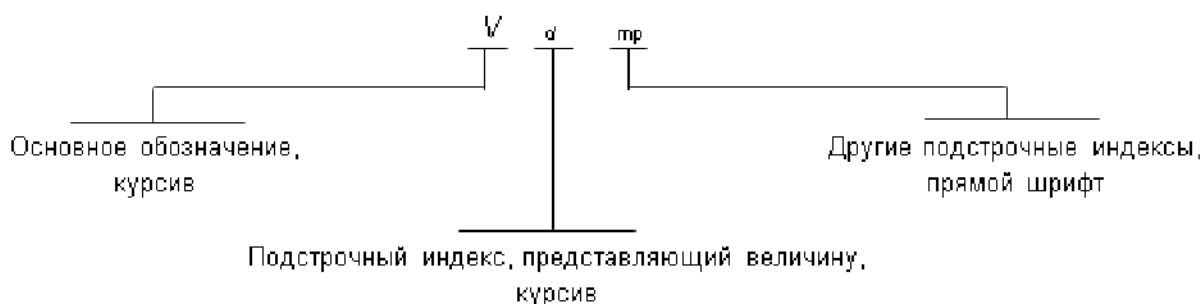 V d mp
Основное обозначение,
курсив
Другие подстрочные индексы,
прямой шрифт
Подстрочный индекс, представляющий величину,
курсив